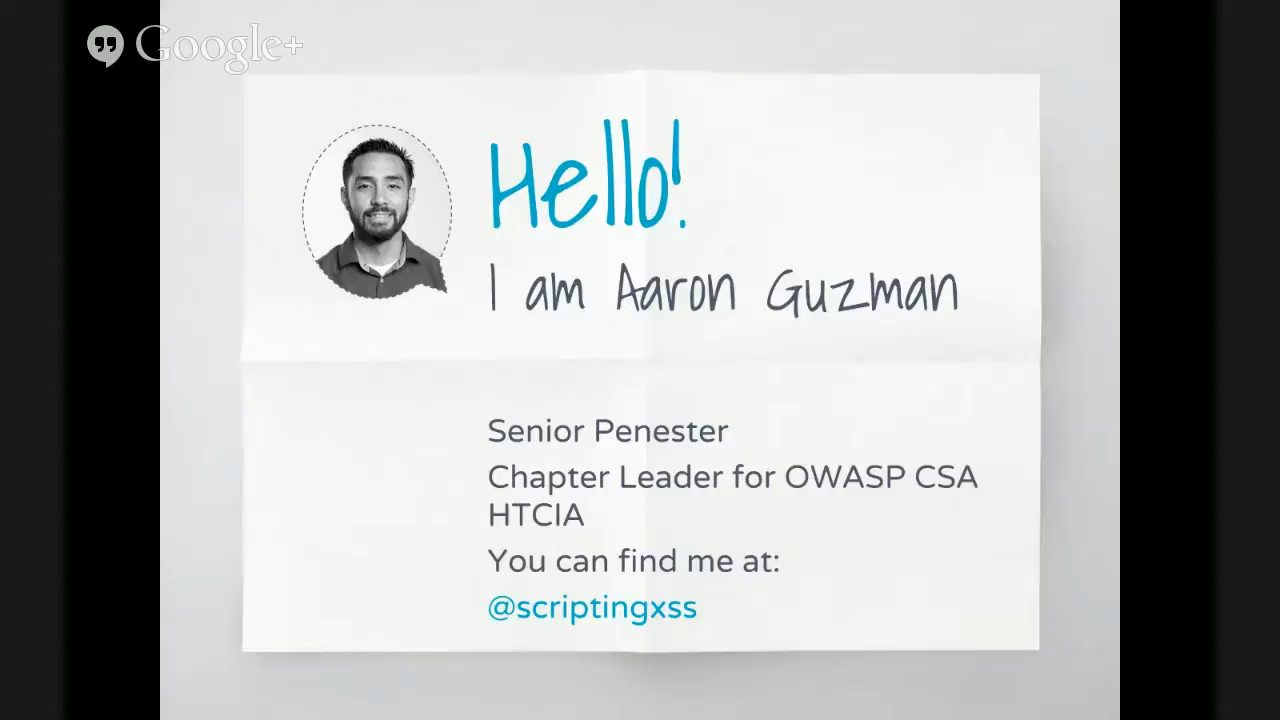 Google+
Hello!
I am Aaron Guzman
Senior Penester
Chapter Leader for OWASP CSA
HTCIA
You can find me at:
@scriptingxss